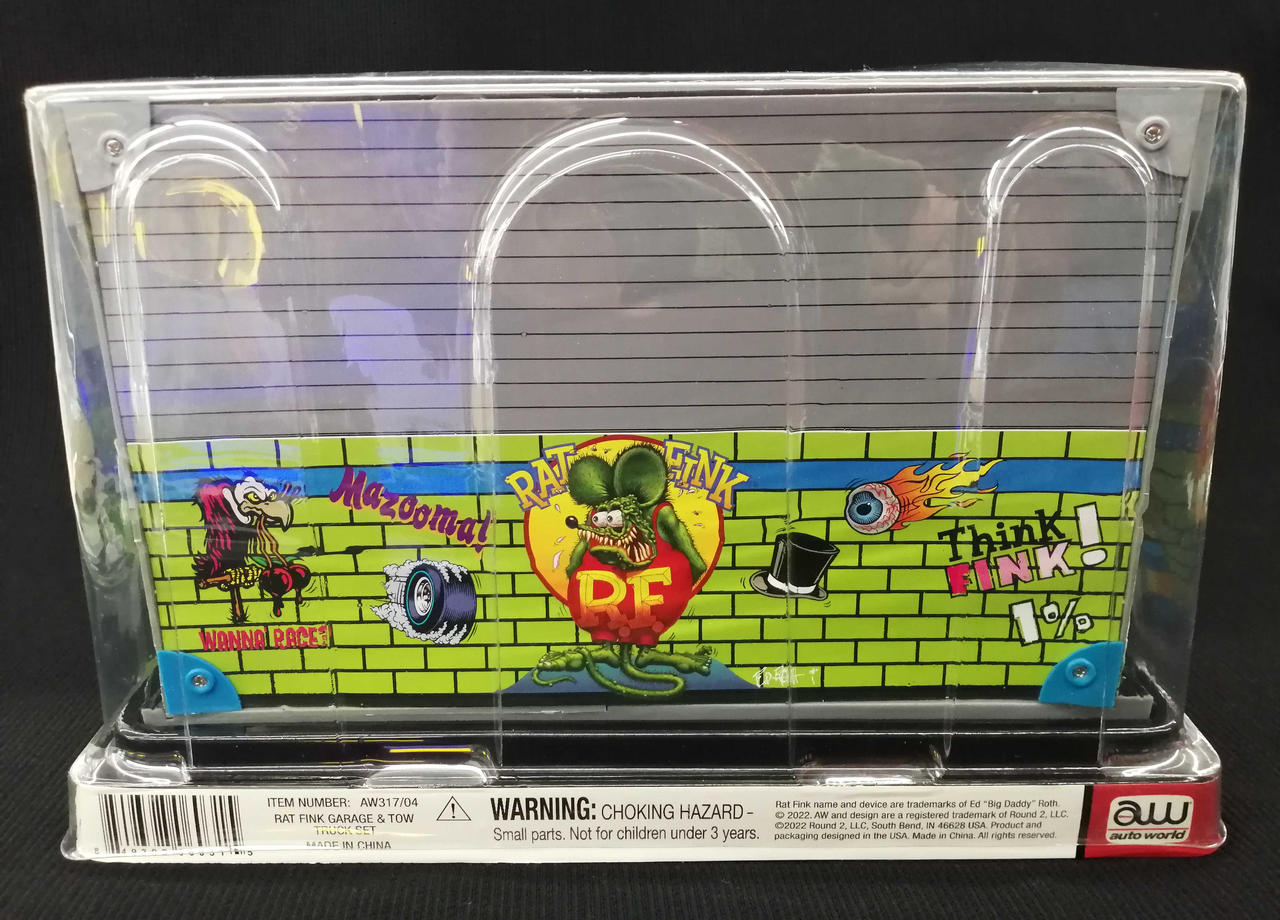 RAT FINK
Mazooma!
R.F.
Think
FINK!
1%
WANNA RACE?
ITEM NUMBER: AW317/04
RAT FINK GARAGE & TOW
TRUCK SET
MADE IN CHINA
WARNING: CHOKING HAZARD –
Small parts. Not for children under 3 years.
Rat Fink name and device are trademarks of Ed "Big Daddy" Roth.
© 2022. AW and design are a registered trademark of Round 2, LLC.
©2022 Round 2, LLC, South Bend, IN 46628 USA. Product and
packaging designed in the USA. Made in China. All rights reserved.
aw
auto world